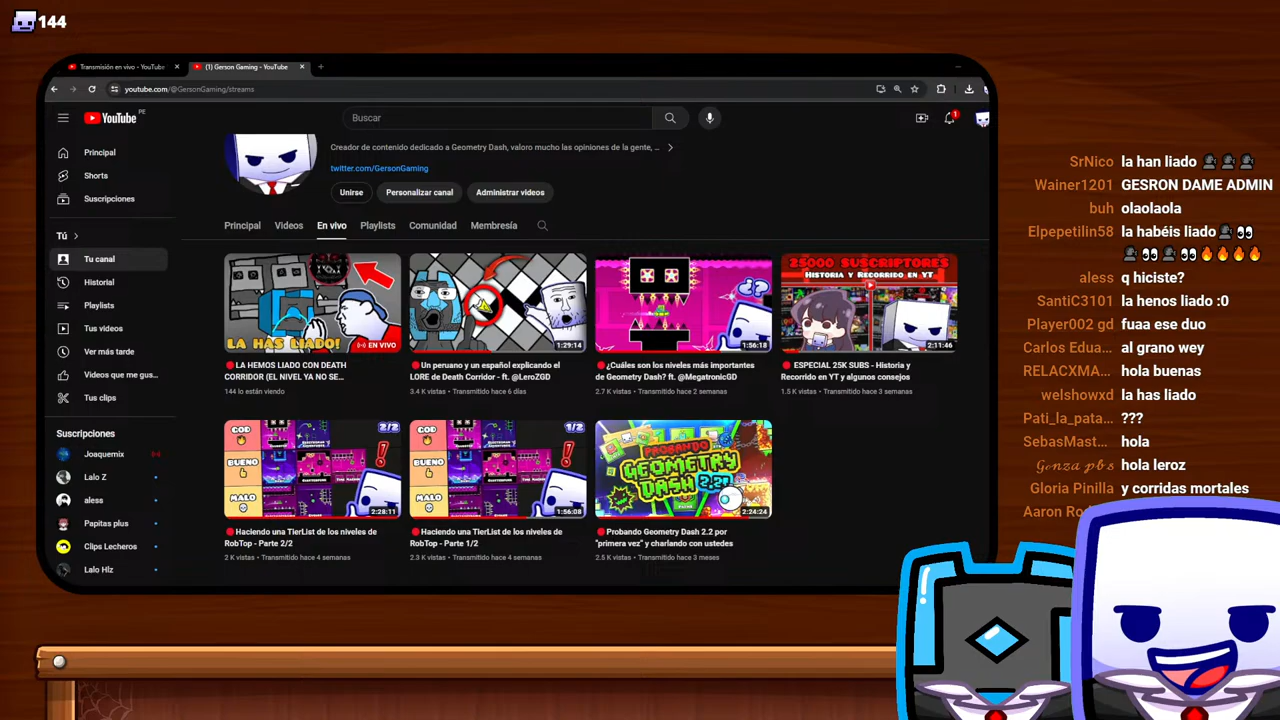 144
Transmisión en vivo - YouTube
(1) Gerson Gaming - YouTube
youtube.com/@GersonGaming/streams
YouTube PE
Buscar
1
Principal
Shorts
Suscripciones
Tú
Tu canal
Historial
Playlists
Tus videos
Ver más tarde
Videos que me gus...
Tus clips
Suscripciones
Joaquemix
Lalo Z
aless
Papitas plus
Clips Lecheros
Lalo Hlz
Creador de contenido dedicado a Geometry Dash, valoro mucho las opiniones de la gente, ...
twitter.com/GersonGaming
Unirse
Personalizar canal
Administrar videos
Principal
Videos
En vivo
Playlists
Comunidad
Membresía
LA HAS LIADO!
EN VIVO
LA HEMOS LIADO CON DEATH
CORRIDOR (EL NIVEL YA NO SE...
144 lo están viendo
1:29:14
Un peruano y un español explicando el
LORE de Death Corridor - ft. @LeroZGD
3.4 K vistas • Transmitido hace 6 días
¿?
1:56:18
¿Cuáles son los niveles más importantes
de Geometry Dash? ft. @MegatronicGD
2.7 K vistas • Transmitido hace 2 semanas
25000 SUSCRIPTORES
HISTORIA Y RECORRIDO EN YT
2:11:46
ESPECIAL 25K SUBS - Historia y
Recorrido en YT y algunos consejos
1.5 K vistas • Transmitido hace 3 semanas
GOD
BUENO
MALO
2/2
2:28:11
Haciendo una TierList de los niveles de
RobTop - Parte 2/2
2 K vistas • Transmitido hace 4 semanas
GOD
BUENO
MALO
1/2
1:56:08
Haciendo una TierList de los niveles de
RobTop - Parte 1/2
2.3 K vistas • Transmitido hace 4 semanas
PROBANDO
GEOMETRY
DASH 2.2
2:24:24
Probando Geometry Dash 2.2 por
"primera vez" y charlando con ustedes
2.5 K vistas • Transmitido hace 3 meses
SrNico la han liado 🗿🗿🗿
Wainer1201 GESRON DAME ADMIN
buh olaolaola
Elpepetilin58 la habéis liado🗿👀
🗿👀🗿👀🔥🔥🔥🔥
aless q hiciste?
SantiC3101 la henos liado :0
Player002 gd fuaa ese duo
Carlos Edua... al grano wey
RELACXMA... hola buenas
welshowxd la has liado
Pati_la_pata... ???
SebasMast... hola
𝓖𝓸𝓷𝔃𝓪 𝓹𝓫𝓼 hola leroz
Gloria Pinilla y corridas mortales
Aaron Ro